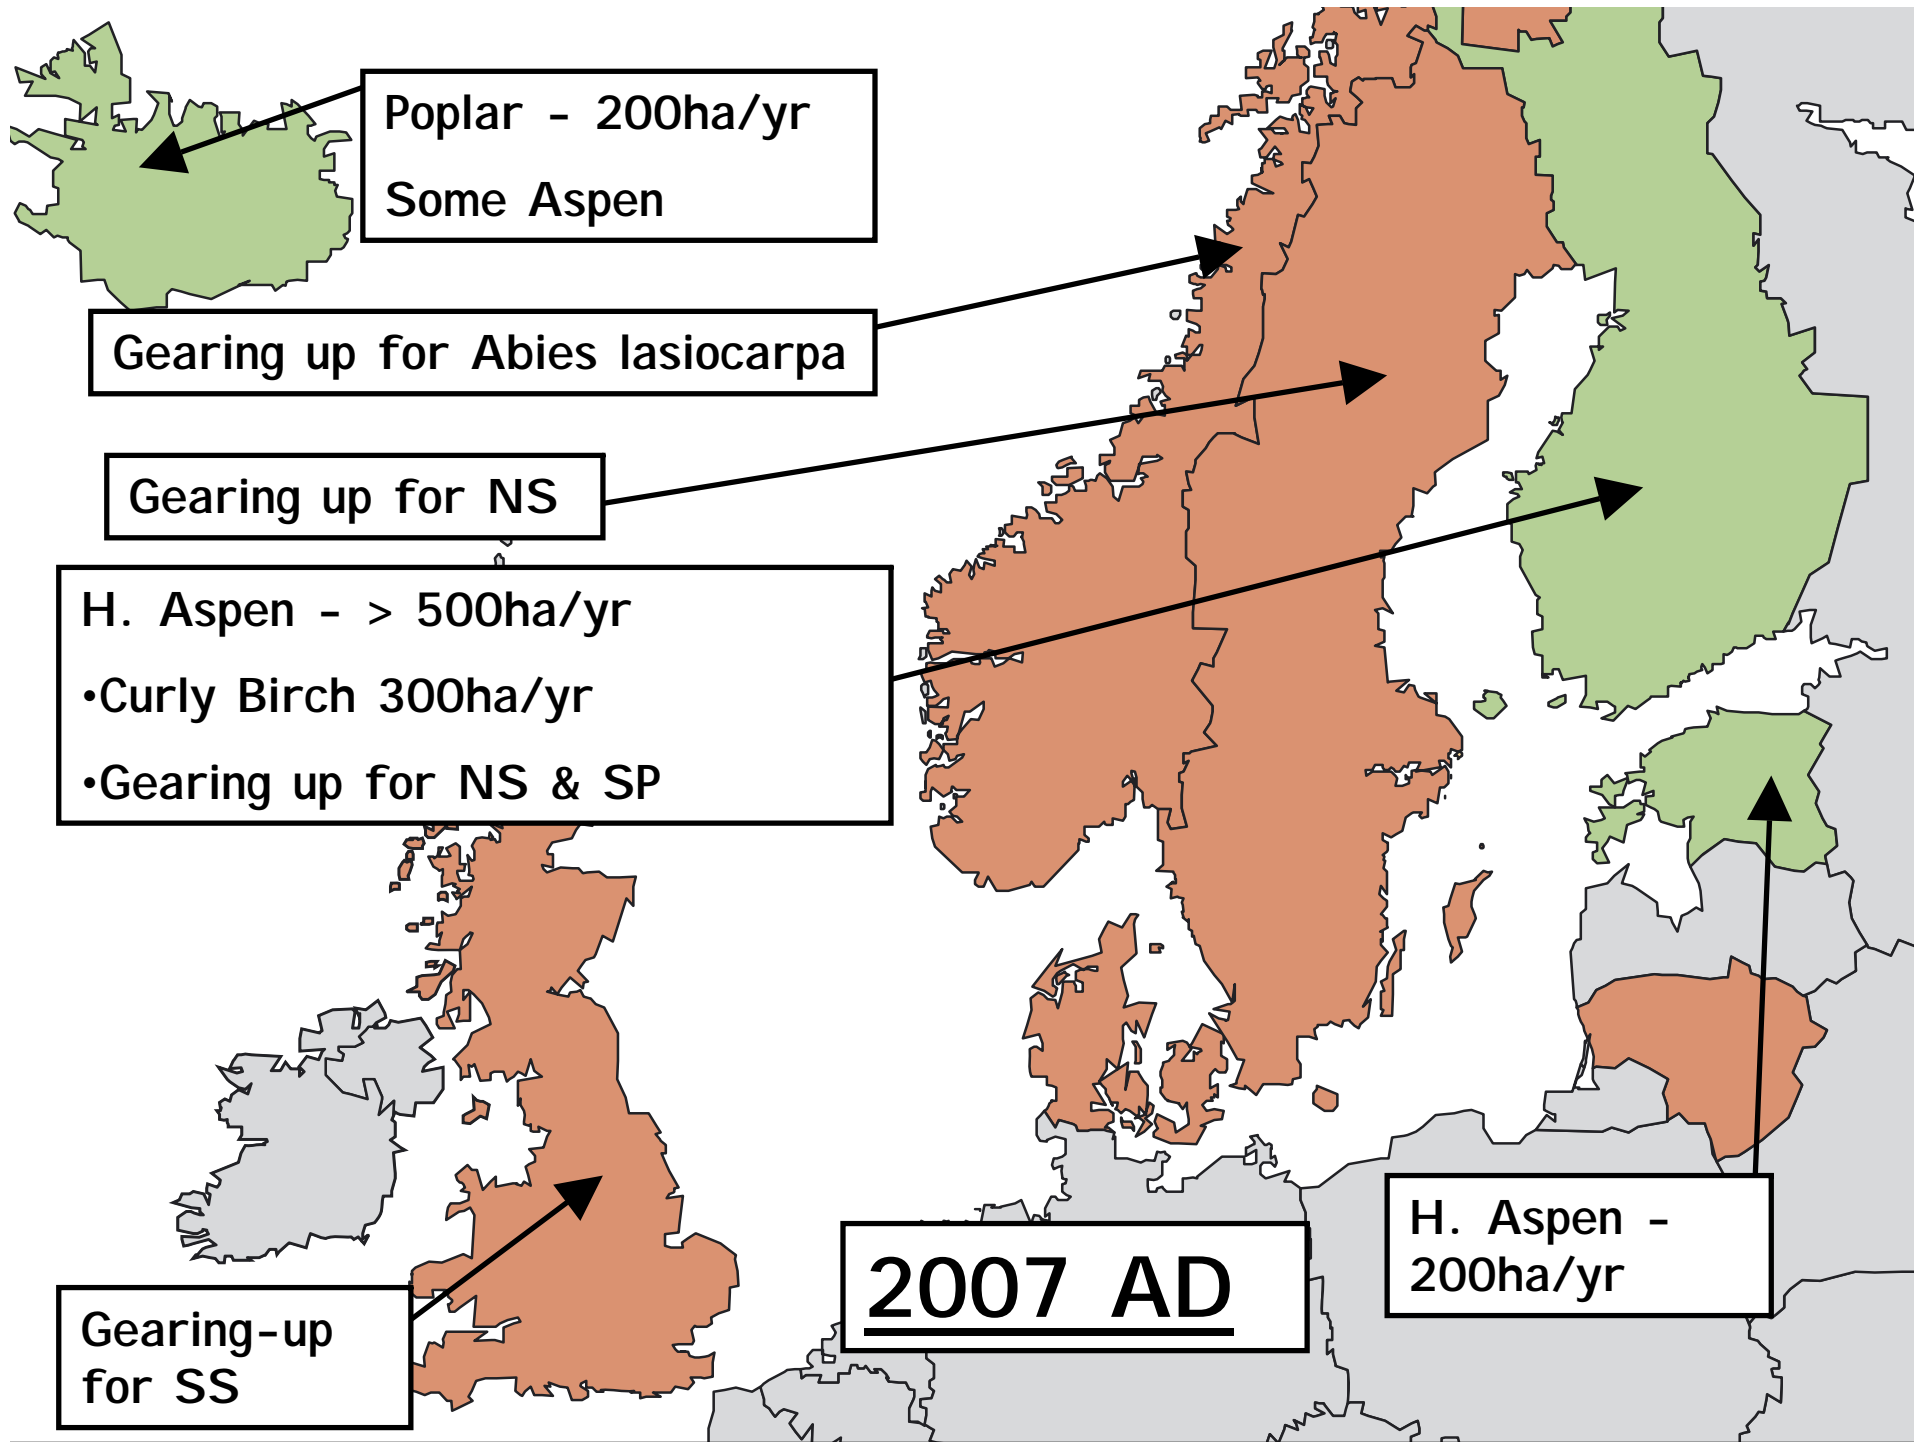 Poplar - 200ha/yr
Some Aspen
Gearing up for Abies lasiocarpa
Gearing up for NS
H. Aspen - > 500ha/yr
•Curly Birch 300ha/yr
•Gearing up for NS & SP
Gearing-up
for SS
2007 AD
H. Aspen -
200ha/yr